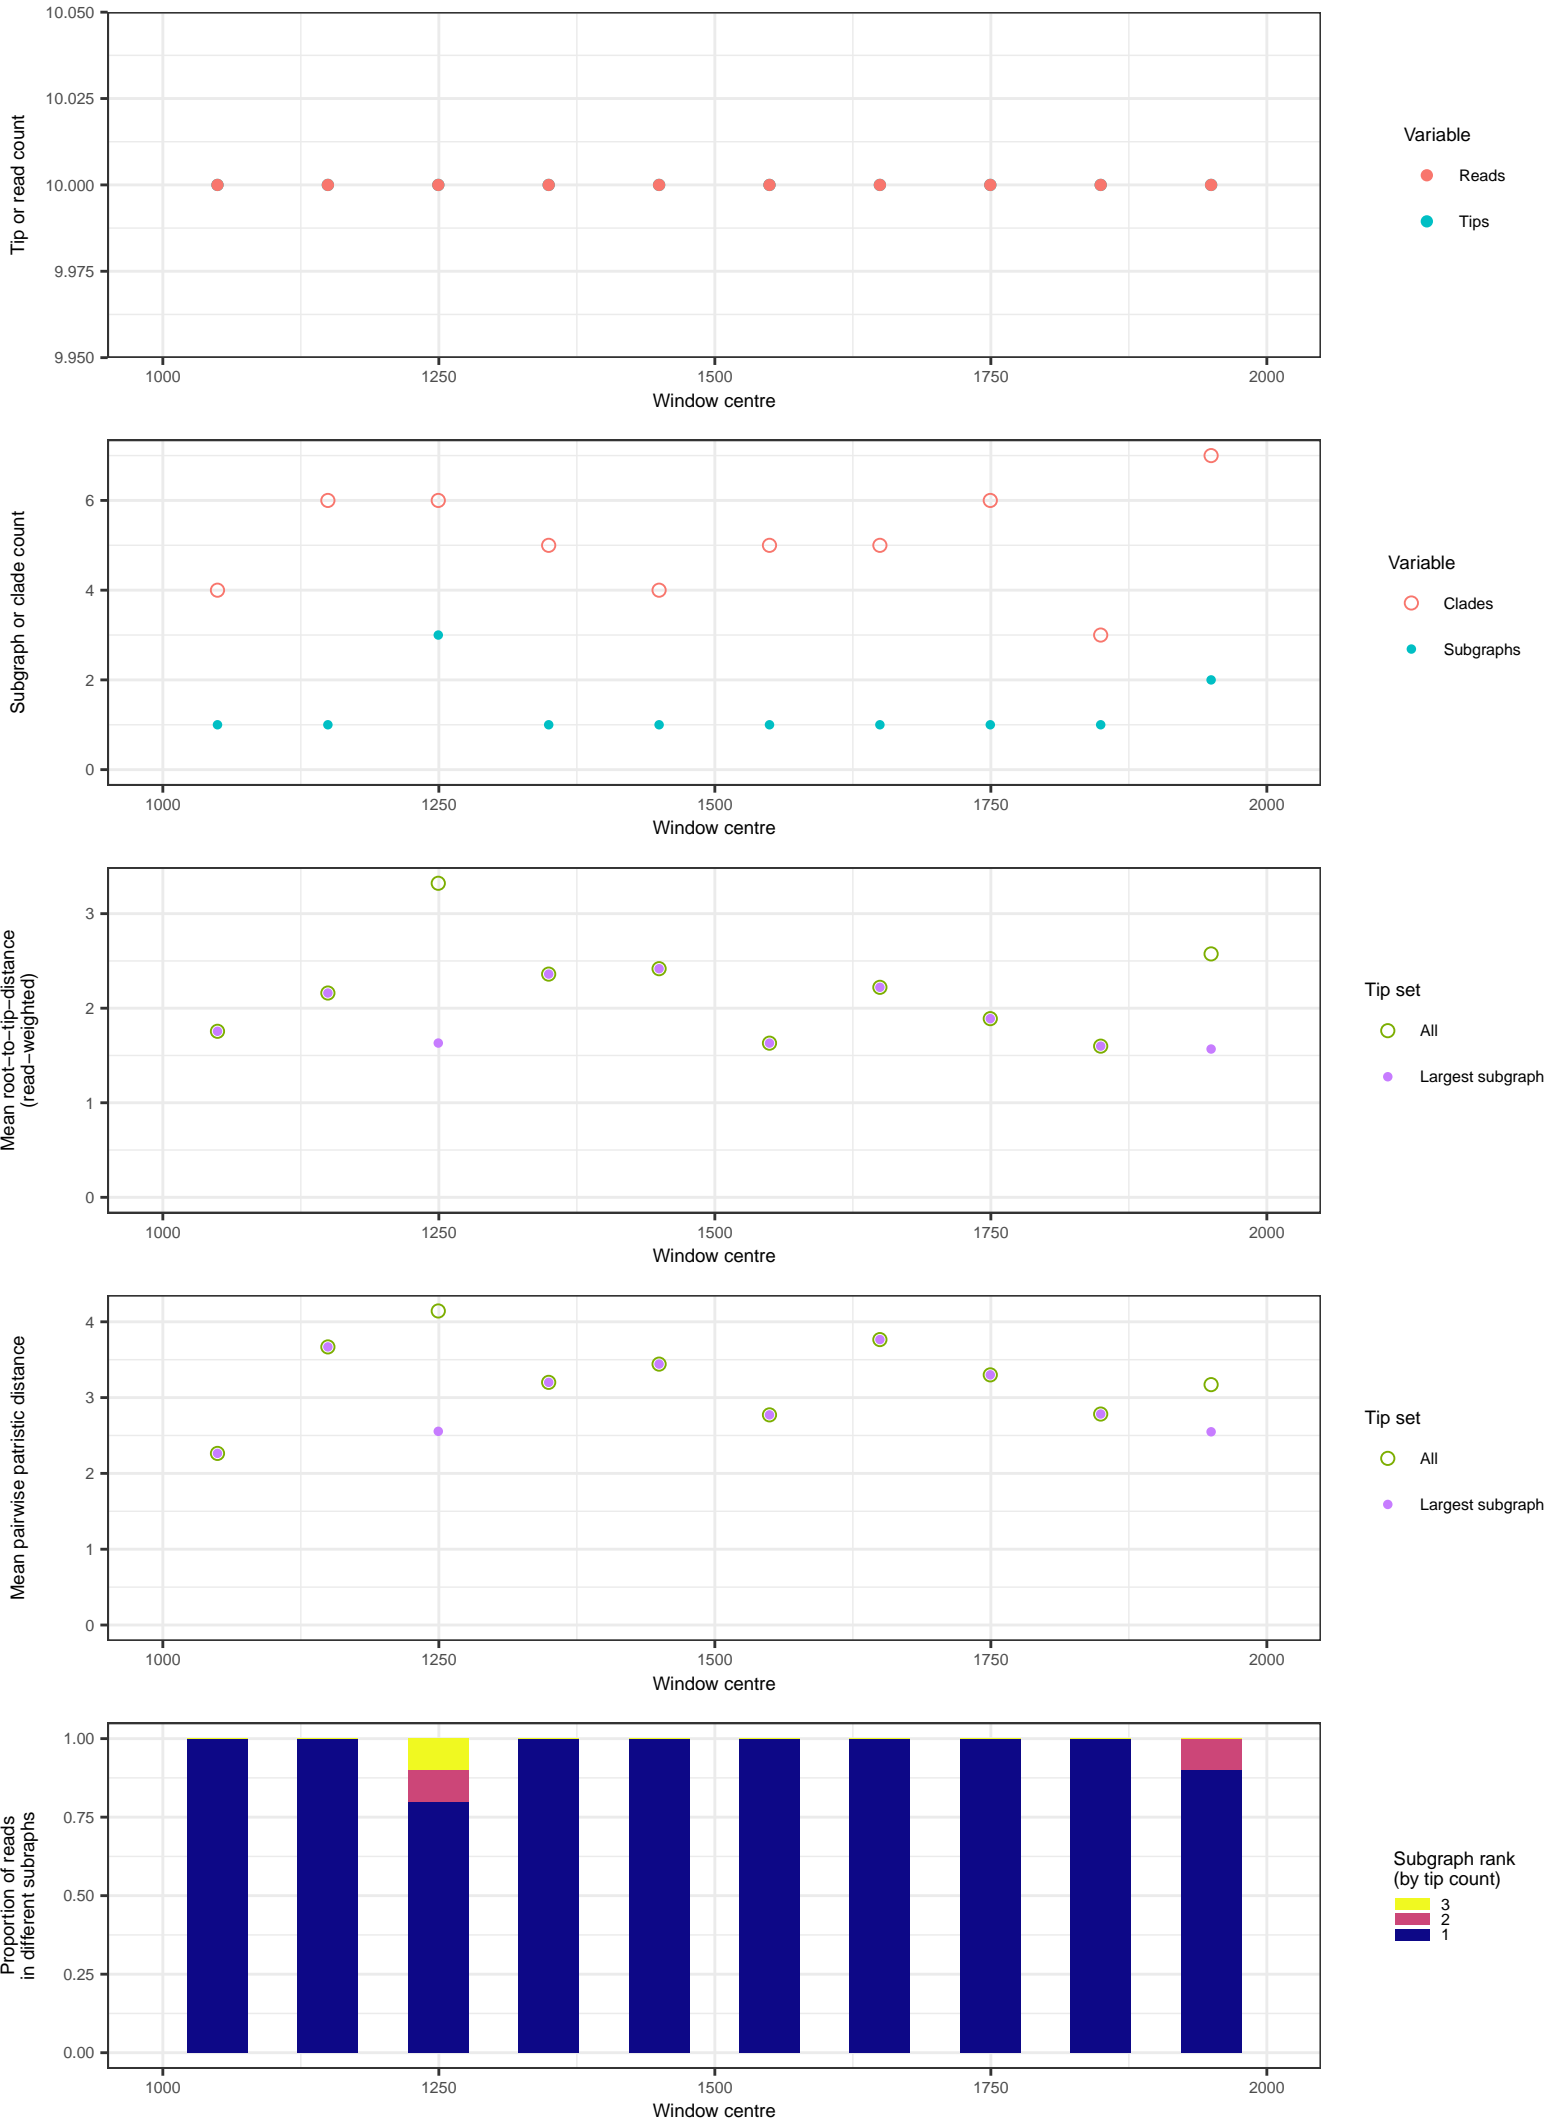 10.050
10.025
10.000
9.975
9.950
Tip or read count
1000 1250 1500 1750 2000
Window centre
Variable
Reads
Tips
6
4
2
0
Subgraph or clade count
1000 1250 1500 1750 2000
Window centre
Variable
Clades
Subgraphs
3
2
1
0
Mean root−to−tip−distance
(read−weighted)
1000 1250 1500 1750 2000
Window centre
Tip set
All
Largest subgraph
4
3
2
1
0
Mean pairwise patristic distance
1000 1250 1500 1750 2000
Window centre
Tip set
All
Largest subgraph
1.00
0.75
0.50
0.25
0.00
Proportion of reads
in different subraphs
1000 1250 1500 1750 2000
Window centre
Subgraph rank
(by tip count)
3
2
1